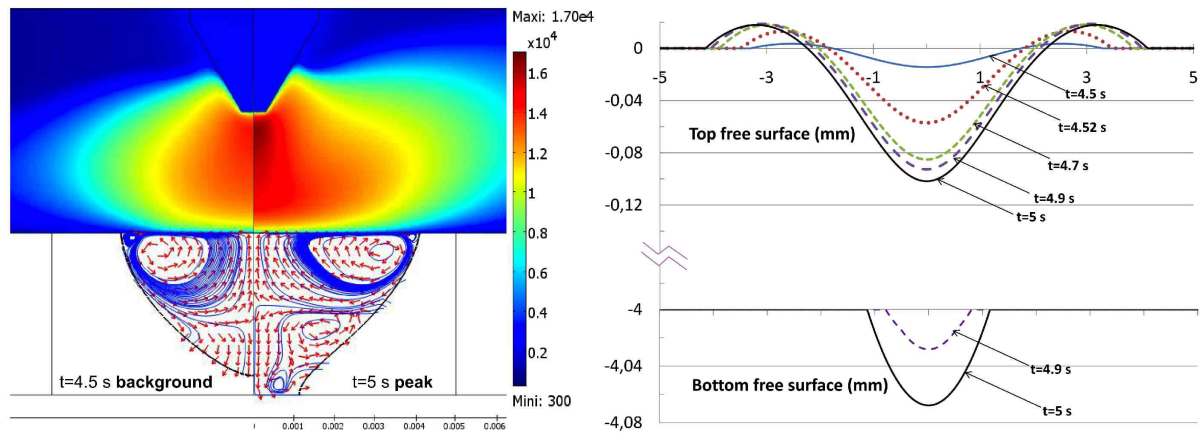 Maxi: 1.70e4
×10⁴
1.6
1.4
1.2
1
0.8
0.6
0.4
0.2
Mini: 300
t=4.5 s background
t=5 s peak
0 0.001 0.002 0.003 0.004 0.005 0.006
0
-0,04
-0,08
-0,12
-4
-4,04
-4,08
-5 -3 -1 1 3 5
t=4.5 s
t=4.52 s
Top free surface (mm)
t=4.7 s
t=4.9 s
t=5 s
t=4.9 s
Bottom free surface (mm)
t=5 s